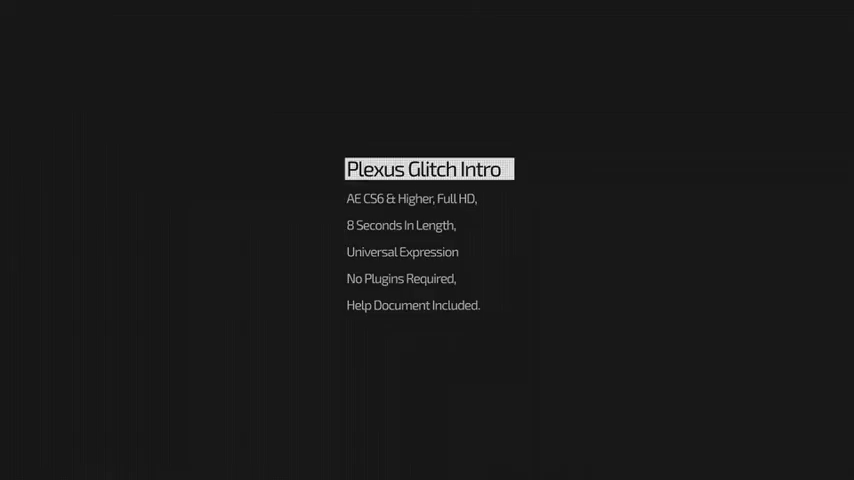 Plexus Glitch Intro
AE CS6 & Higher, Full HD,
8 Seconds In Length,
Universal Expression
No Plugins Required,
Help Document Included.